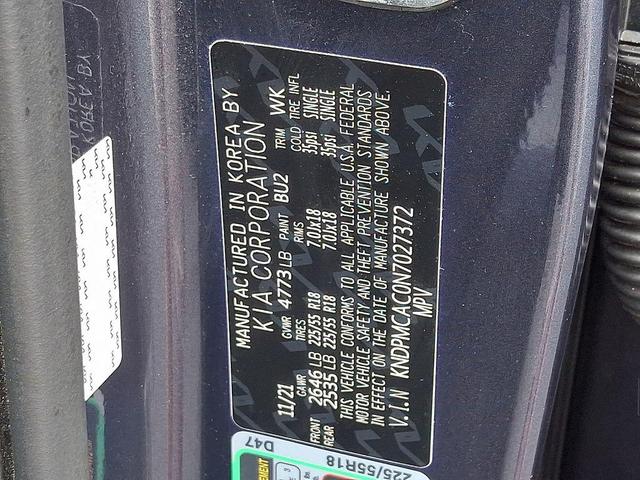 MANUFACTURED IN KOREA BY
KIA CORPORATION
11/21 GVWR 4773 LB PAINT BU2 TRIM WK
GAWR TIRES RIMS COLD TIRE INFL
FRONT 2646 LB 225/55 R18 7.0Jx18 35psi SINGLE
REAR 2535 LB 225/55 R18 7.0Jx18 35psi SINGLE
THIS VEHICLE CONFORMS TO ALL APPLICABLE U.S.A. FEDERAL
MOTOR VEHICLE SAFETY AND THEFT PREVENTION STANDARDS
IN EFFECT ON THE DATE OF MANUFACTURE SHOWN ABOVE.
V.I.N KNDPMCAC0N7027372
MPV
D47
225/55R18
KOREA BY